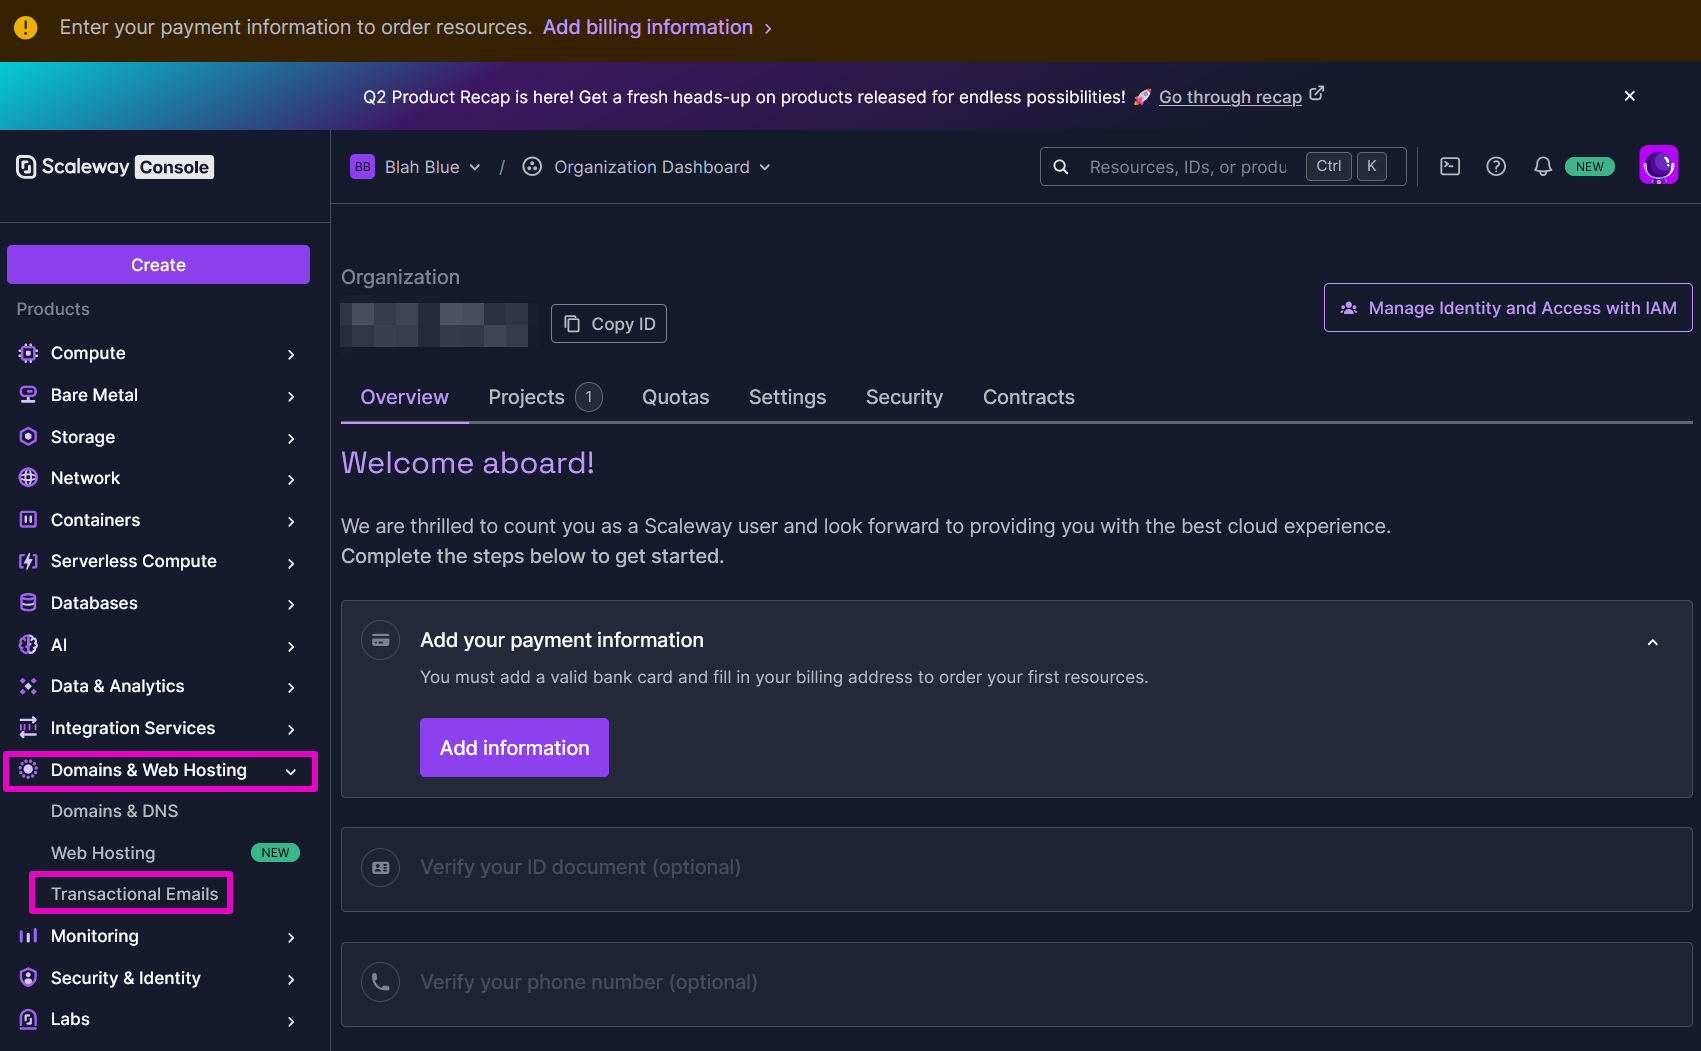 Enter your payment information to order resources. Add billing information
Q2 Product Recap is here! Get a fresh heads-up on products released for endless possibilities! 🚀 Go through recap
Scaleway Console
BB Blah Blue / Organization Dashboard
Resources, IDs, or produ Ctrl K
NEW
Create
Products
Compute
Bare Metal
Storage
Network
Containers
Serverless Compute
Databases
AI
Data & Analytics
Integration Services
Domains & Web Hosting
Domains & DNS
Web Hosting NEW
Transactional Emails
Monitoring
Security & Identity
Labs
Organization
Copy ID
Manage Identity and Access with IAM
Overview Projects 1 Quotas Settings Security Contracts
Welcome aboard!
We are thrilled to count you as a Scaleway user and look forward to providing you with the best cloud experience.
Complete the steps below to get started.
Add your payment information
You must add a valid bank card and fill in your billing address to order your first resources.
Add information
Verify your ID document (optional)
Verify your phone number (optional)